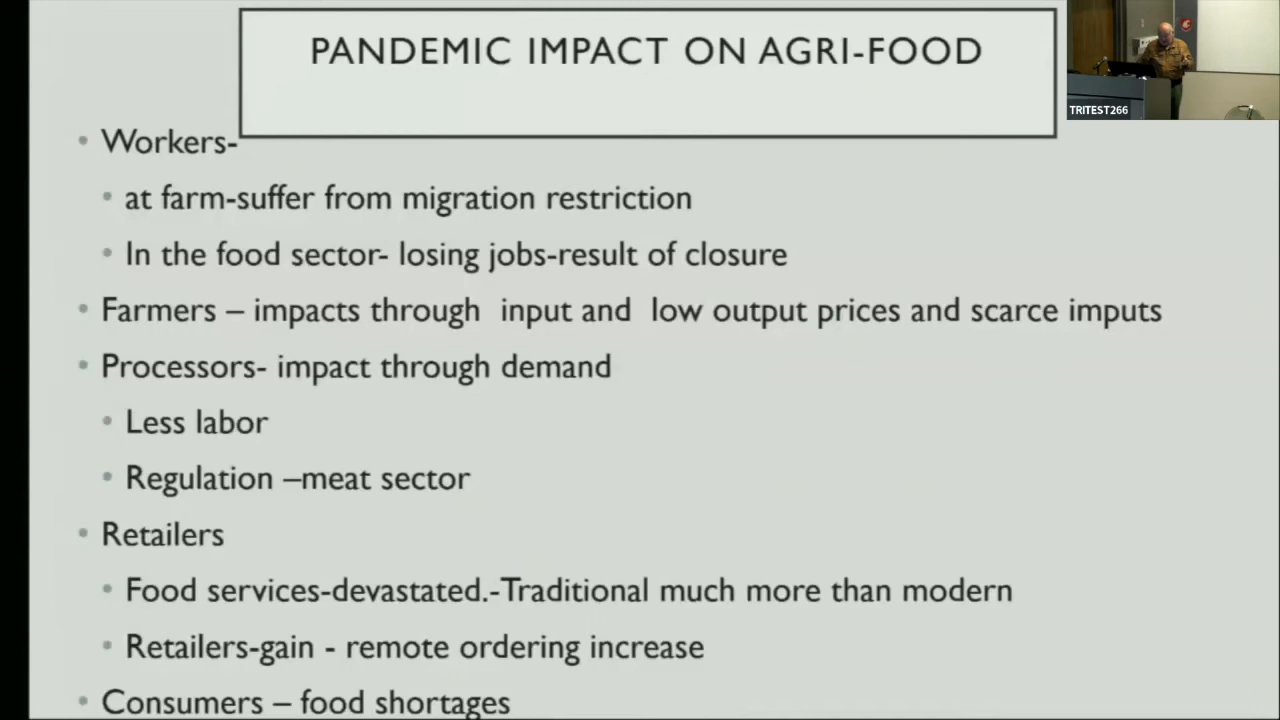 PANDEMIC IMPACT ON AGRI-FOOD
TRITEST266
• Workers-
• at farm-suffer from migration restriction
• In the food sector- losing jobs-result of closure
• Farmers – impacts through input and low output prices and scarce imputs
• Processors- impact through demand
• Less labor
• Regulation –meat sector
• Retailers
• Food services-devastated.-Traditional much more than modern
• Retailers-gain - remote ordering increase
• Consumers – food shortages